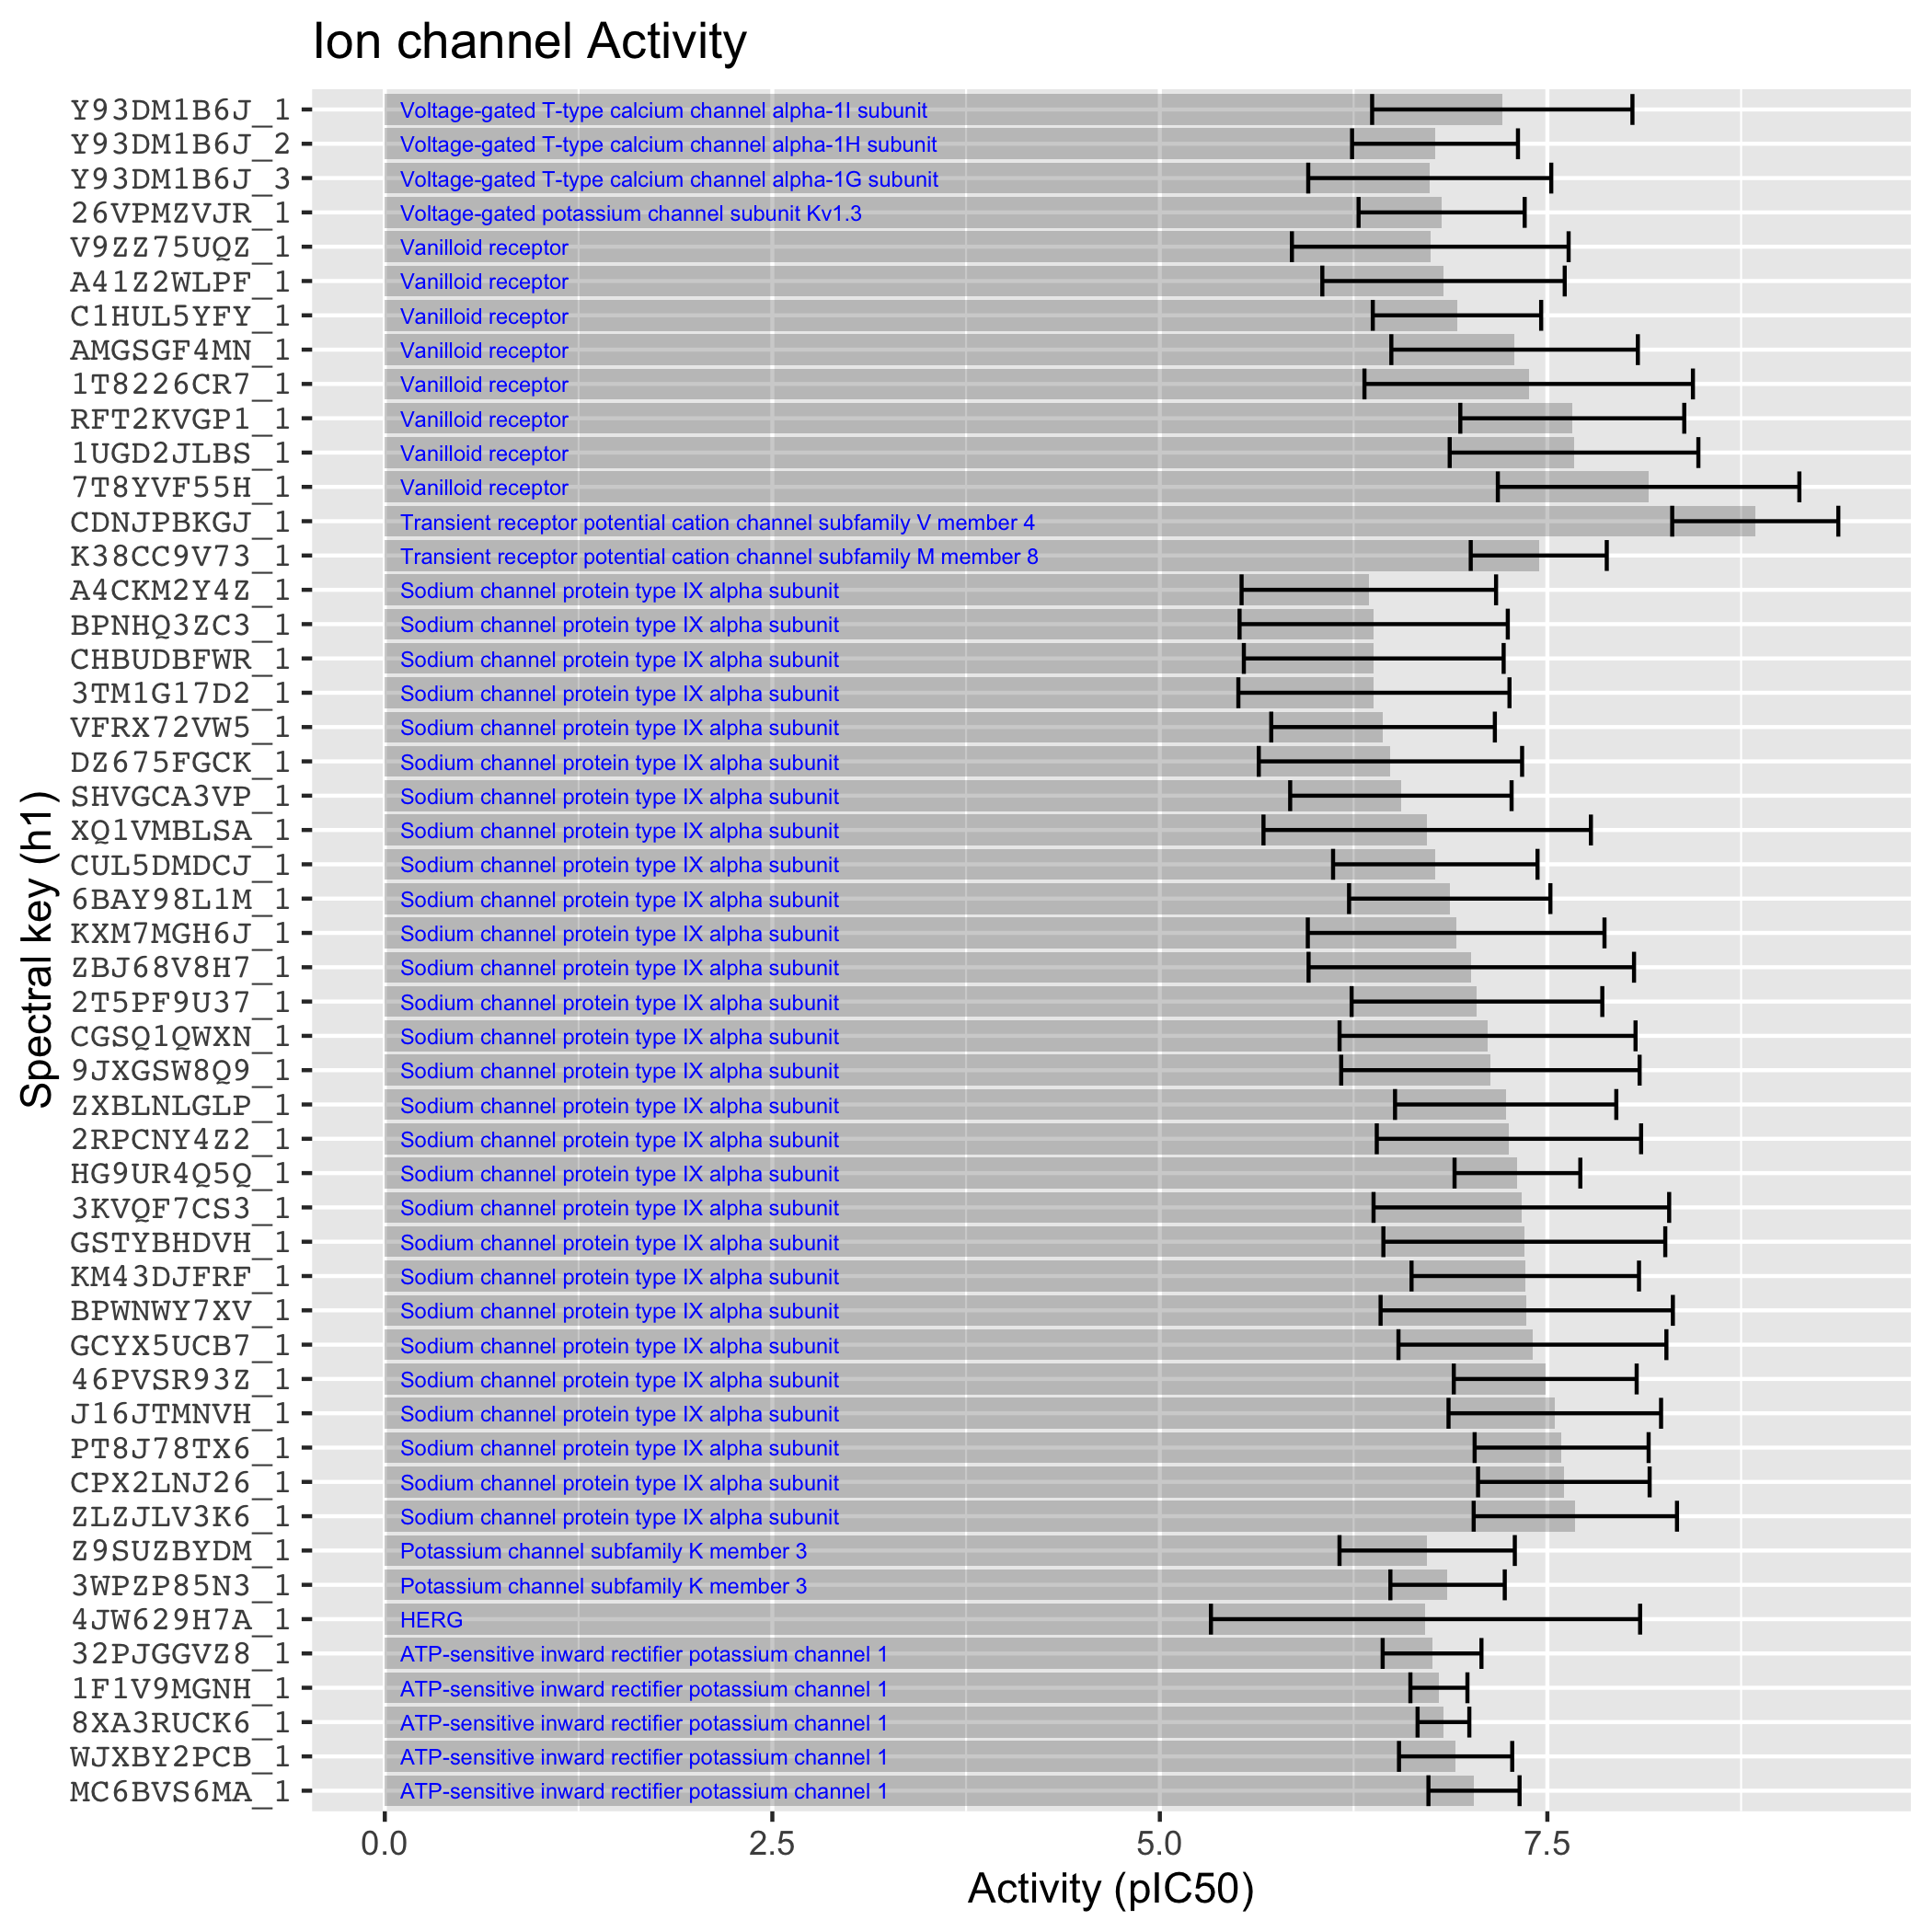 Ion channel Activity
Spectral key (h1)
Y93DM1B6J_1 Voltage-gated T-type calcium channel alpha-1I subunit
Y93DM1B6J_2 Voltage-gated T-type calcium channel alpha-1H subunit
Y93DM1B6J_3 Voltage-gated T-type calcium channel alpha-1G subunit
26VPMZVJR_1 Voltage-gated potassium channel subunit Kv1.3
V9ZZ75UQZ_1 Vanilloid receptor
A41Z2WLPF_1 Vanilloid receptor
C1HUL5YFY_1 Vanilloid receptor
AMGSGF4MN_1 Vanilloid receptor
1T8226CR7_1 Vanilloid receptor
RFT2KVGP1_1 Vanilloid receptor
1UGD2JLBS_1 Vanilloid receptor
7T8YVF55H_1 Vanilloid receptor
CDNJPBKGJ_1 Transient receptor potential cation channel subfamily V member 4
K38CC9V73_1 Transient receptor potential cation channel subfamily M member 8
A4CKM2Y4Z_1 Sodium channel protein type IX alpha subunit
BPNHQ3ZC3_1 Sodium channel protein type IX alpha subunit
CHBUDBFWR_1 Sodium channel protein type IX alpha subunit
3TM1G17D2_1 Sodium channel protein type IX alpha subunit
VFRX72VW5_1 Sodium channel protein type IX alpha subunit
DZ675FGCK_1 Sodium channel protein type IX alpha subunit
SHVGCA3VP_1 Sodium channel protein type IX alpha subunit
XQ1VMBLSA_1 Sodium channel protein type IX alpha subunit
CUL5DMDCJ_1 Sodium channel protein type IX alpha subunit
6BAY98L1M_1 Sodium channel protein type IX alpha subunit
KXM7MGH6J_1 Sodium channel protein type IX alpha subunit
ZBJ68V8H7_1 Sodium channel protein type IX alpha subunit
2T5PF9U37_1 Sodium channel protein type IX alpha subunit
CGSQ1QWXN_1 Sodium channel protein type IX alpha subunit
9JXGSW8Q9_1 Sodium channel protein type IX alpha subunit
ZXBLNLGLP_1 Sodium channel protein type IX alpha subunit
2RPCNY4Z2_1 Sodium channel protein type IX alpha subunit
HG9UR4Q5Q_1 Sodium channel protein type IX alpha subunit
3KVQF7CS3_1 Sodium channel protein type IX alpha subunit
GSTYBHDVH_1 Sodium channel protein type IX alpha subunit
KM43DJFRF_1 Sodium channel protein type IX alpha subunit
BPWNWY7XV_1 Sodium channel protein type IX alpha subunit
GCYX5UCB7_1 Sodium channel protein type IX alpha subunit
46PVSR93Z_1 Sodium channel protein type IX alpha subunit
J16JTMNVH_1 Sodium channel protein type IX alpha subunit
PT8J78TX6_1 Sodium channel protein type IX alpha subunit
CPX2LNJ26_1 Sodium channel protein type IX alpha subunit
ZLZJLV3K6_1 Sodium channel protein type IX alpha subunit
Z9SUZBYDM_1 Potassium channel subfamily K member 3
3WPZP85N3_1 Potassium channel subfamily K member 3
4JW629H7A_1 HERG
32PJGGVZ8_1 ATP-sensitive inward rectifier potassium channel 1
1F1V9MGNH_1 ATP-sensitive inward rectifier potassium channel 1
8XA3RUCK6_1 ATP-sensitive inward rectifier potassium channel 1
WJXBY2PCB_1 ATP-sensitive inward rectifier potassium channel 1
MC6BVS6MA_1 ATP-sensitive inward rectifier potassium channel 1
0.0 2.5 5.0 7.5
Activity (pIC50)